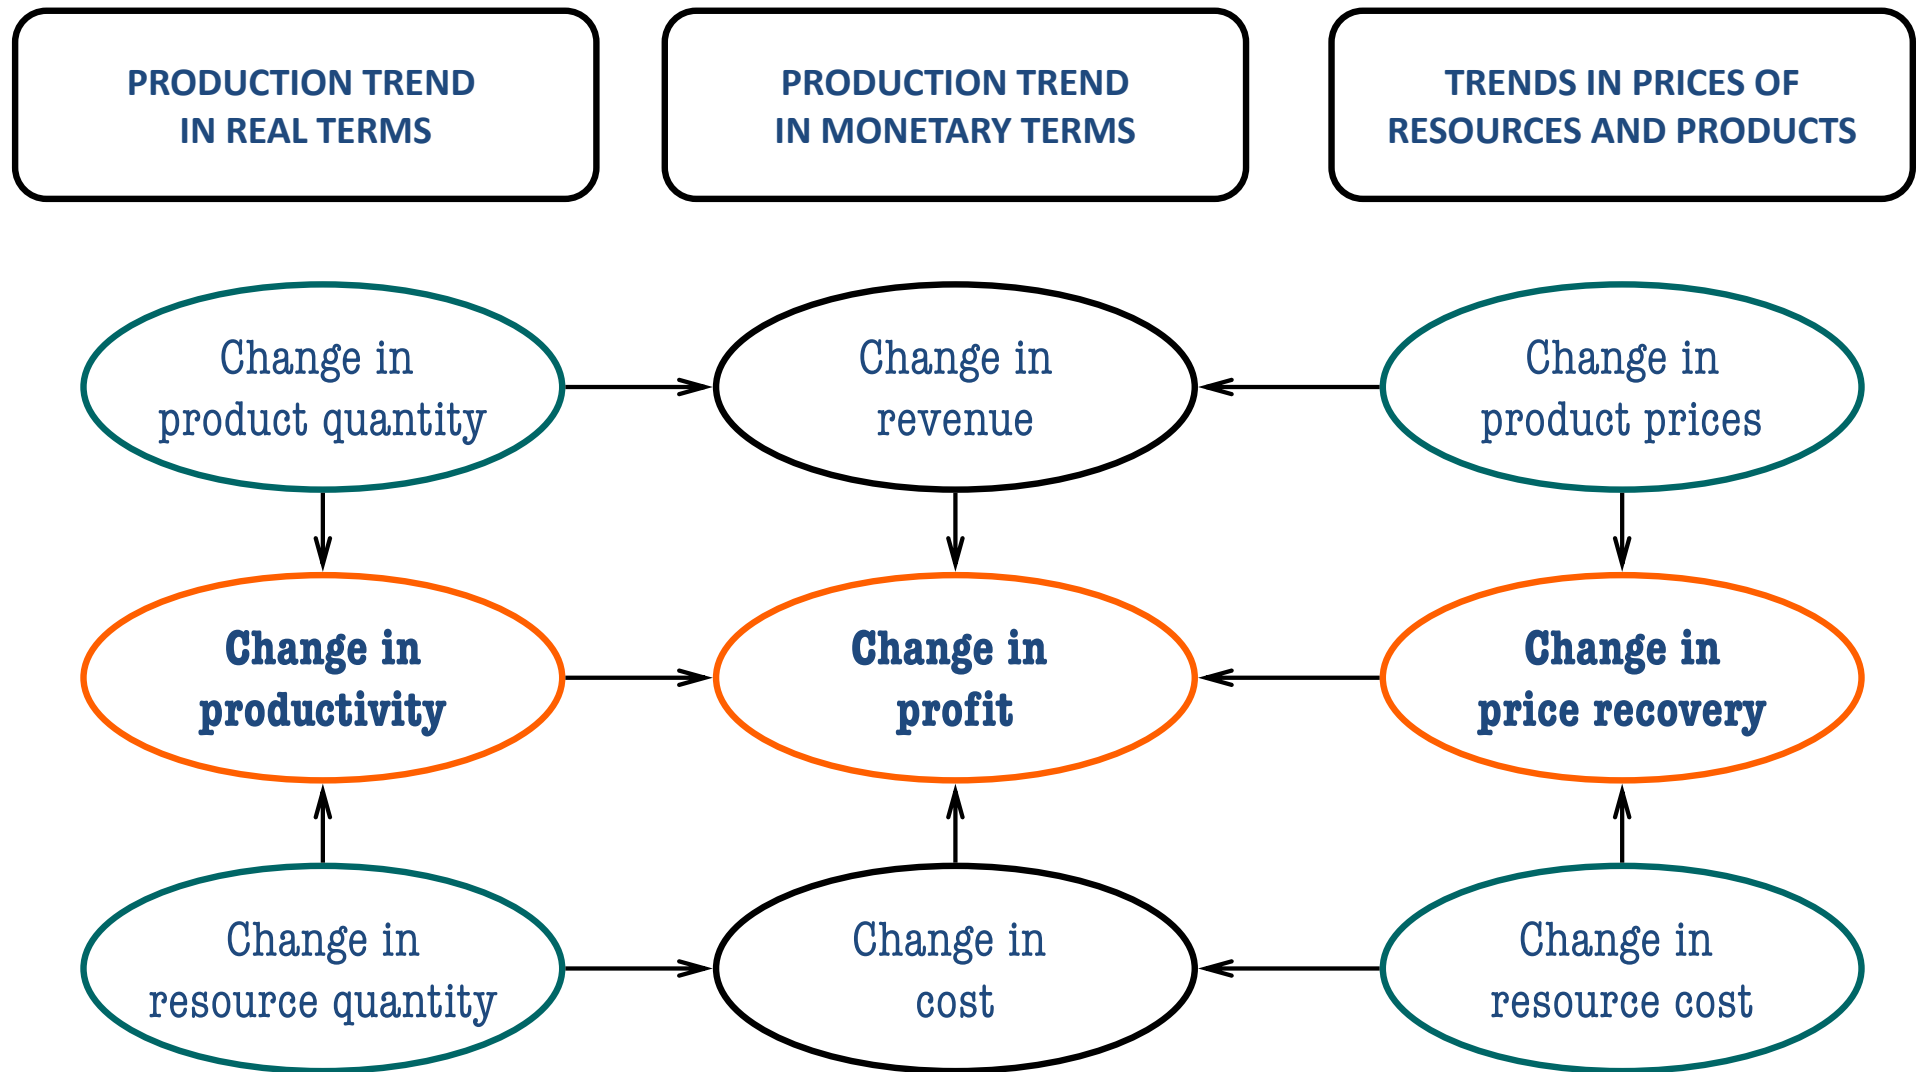 PRODUCTION TREND
IN REAL TERMS
PRODUCTION TREND
IN MONETARY TERMS
TRENDS IN PRICES OF
RESOURCES AND PRODUCTS
Change in
product quantity
Change in
revenue
Change in
product prices
Change in
productivity
Change in
profit
Change in
price recovery
Change in
resource quantity
Change in
cost
Change in
resource cost